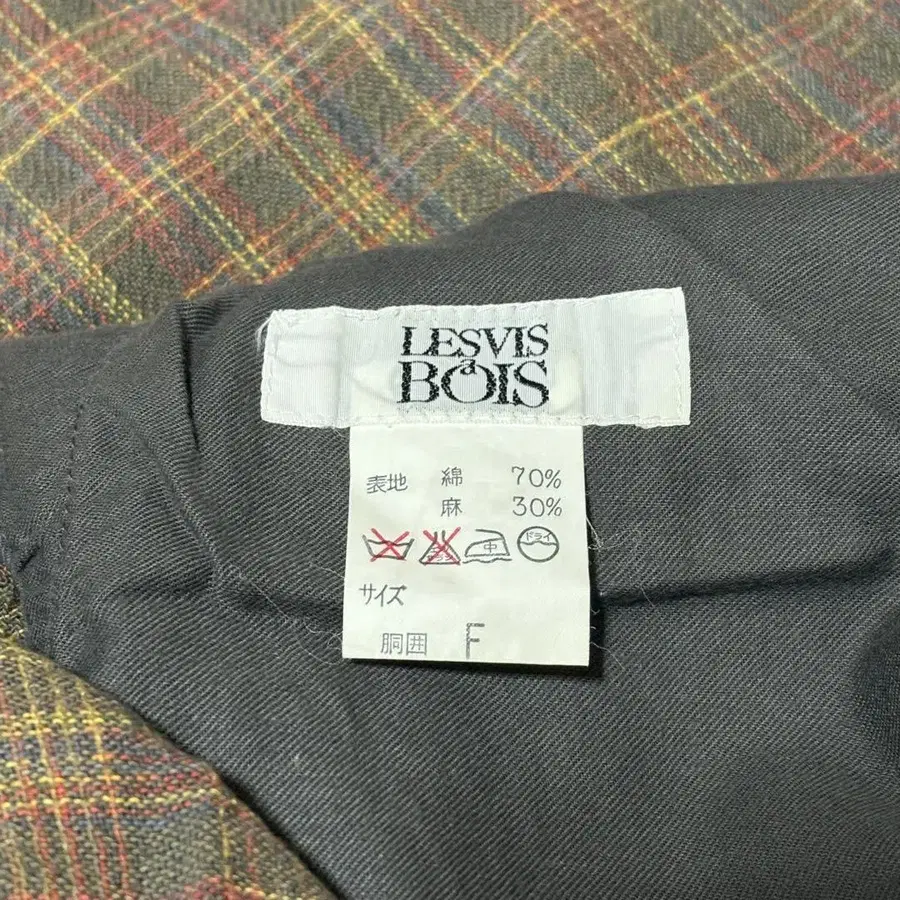 LESVIS
à
BOIS
表地 綿 70%
麻 30%
中 ドライ
サイズ
胴囲 F